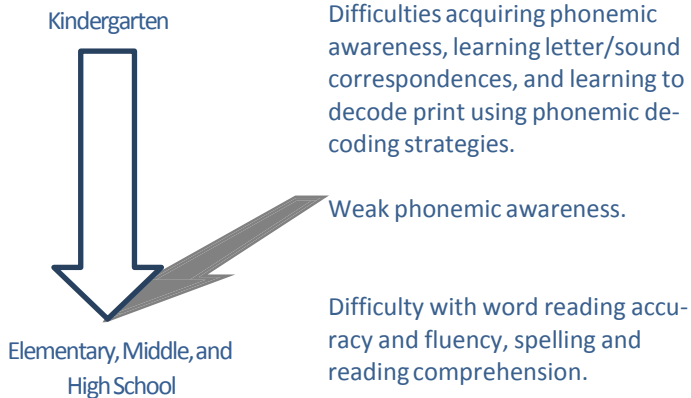 Kindergarten
Difficulties acquiring phonemic
awareness, learning letter/sound
correspondences, and learning to
decode print using phonemic de-
coding strategies.
Weak phonemic awareness.
Elementary, Middle, and
High School
Difficulty with word reading accu-
racy and fluency, spelling and
reading comprehension.